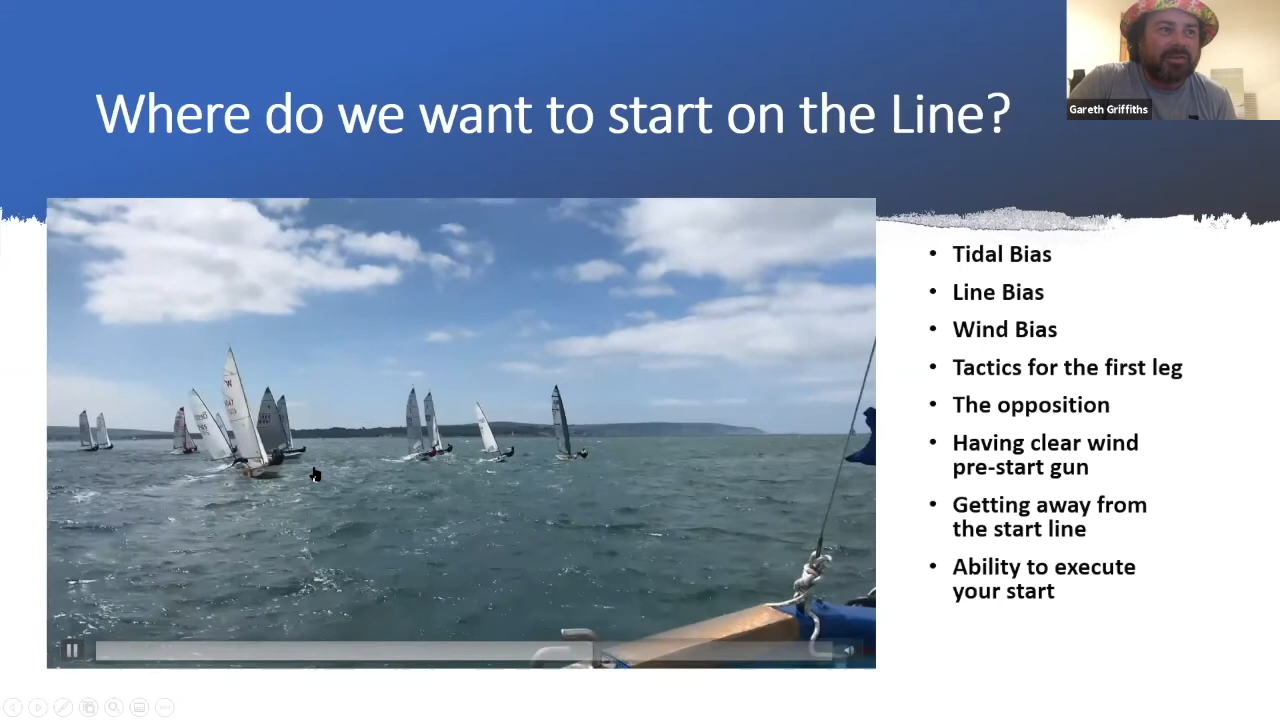 Where do we want to start on the Line?
Gareth Griffiths
• Tidal Bias
• Line Bias
• Wind Bias
• Tactics for the first leg
• The opposition
• Having clear wind
pre-start gun
• Getting away from
the start line
• Ability to execute
your start